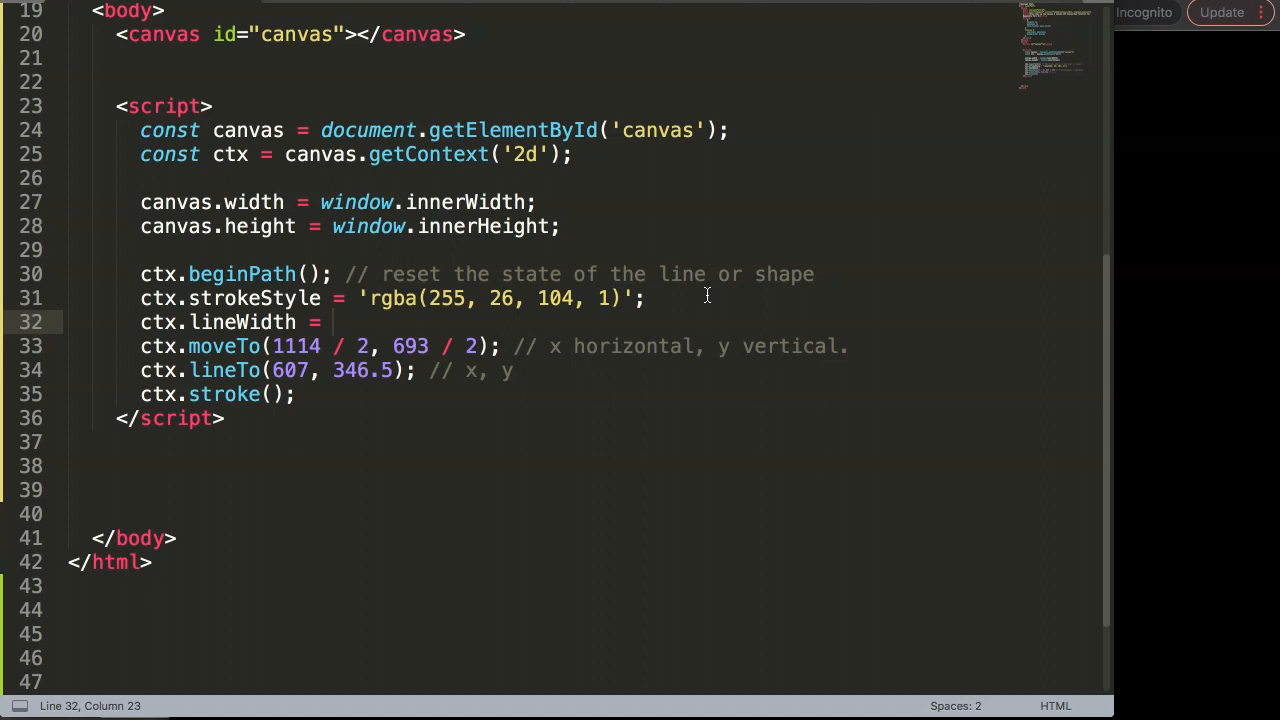 19 <body>
Incognito Update
20 <canvas id="canvas"></canvas>
21
22
23 <script>
24 const canvas = document.getElementById('canvas');
25 const ctx = canvas.getContext('2d');
26
27 canvas.width = window.innerWidth;
28 canvas.height = window.innerHeight;
29
30 ctx.beginPath(); // reset the state of the line or shape
31 ctx.strokeStyle = 'rgba(255, 26, 104, 1)';
32 ctx.lineWidth =
33 ctx.moveTo(1114 / 2, 693 / 2); // x horizontal, y vertical.
34 ctx.lineTo(607, 346.5); // x, y
35 ctx.stroke();
36 </script>
37
38
39
40
41 </body>
42 </html>
43
44
45
46
47
Line 32, Column 23 Spaces: 2 HTML